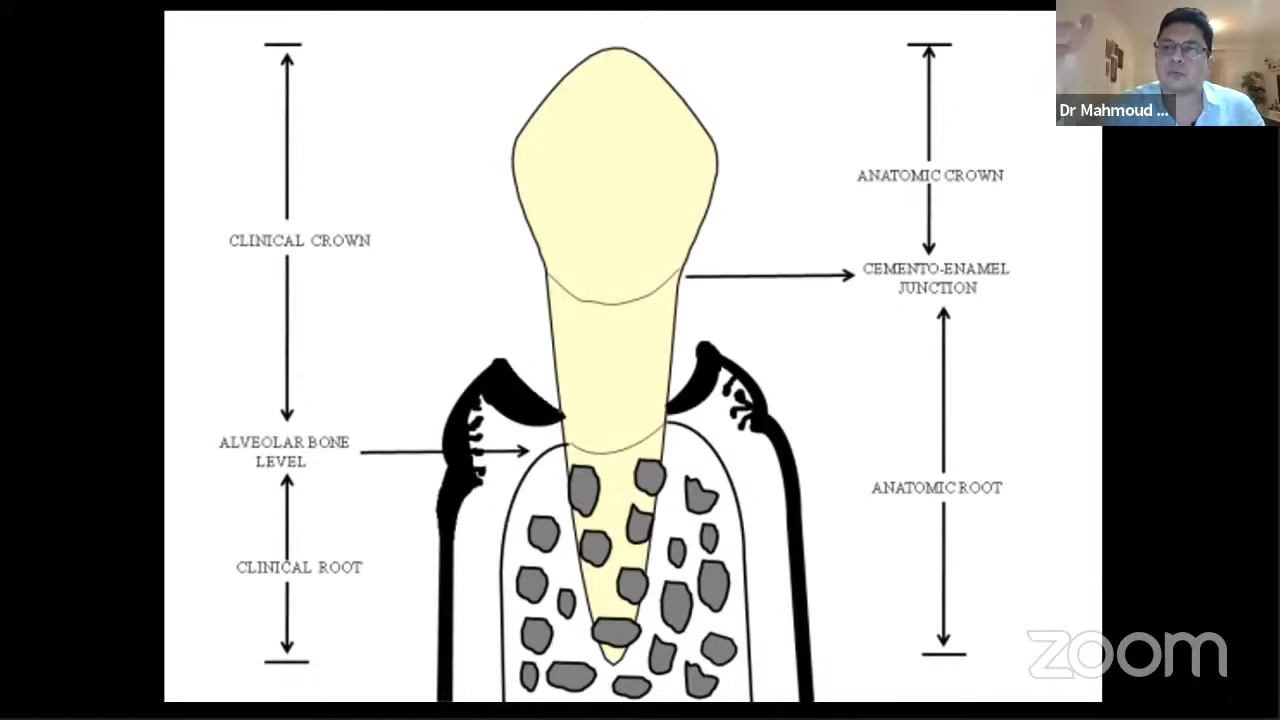 Dr Mahmoud ...
ANATOMIC CROWN
CLINICAL CROWN
CEMENTO-ENAMEL
JUNCTION
ALVEOLAR BONE
LEVEL
ANATOMIC ROOT
CLINICAL ROOT
zoom